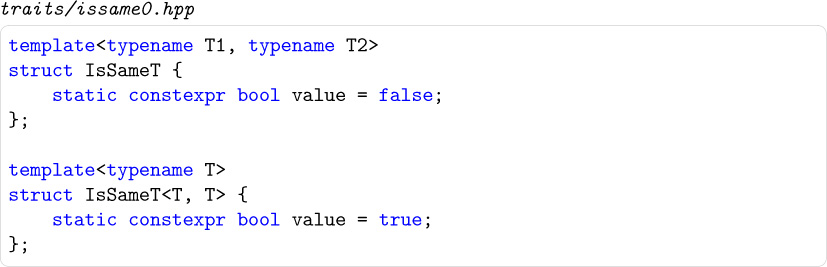 traits/issame0.hpp
template<typename T1, typename T2>
struct IsSameT {
    static constexpr bool value = false;
};

template<typename T>
struct IsSameT<T, T> {
    static constexpr bool value = true;
};